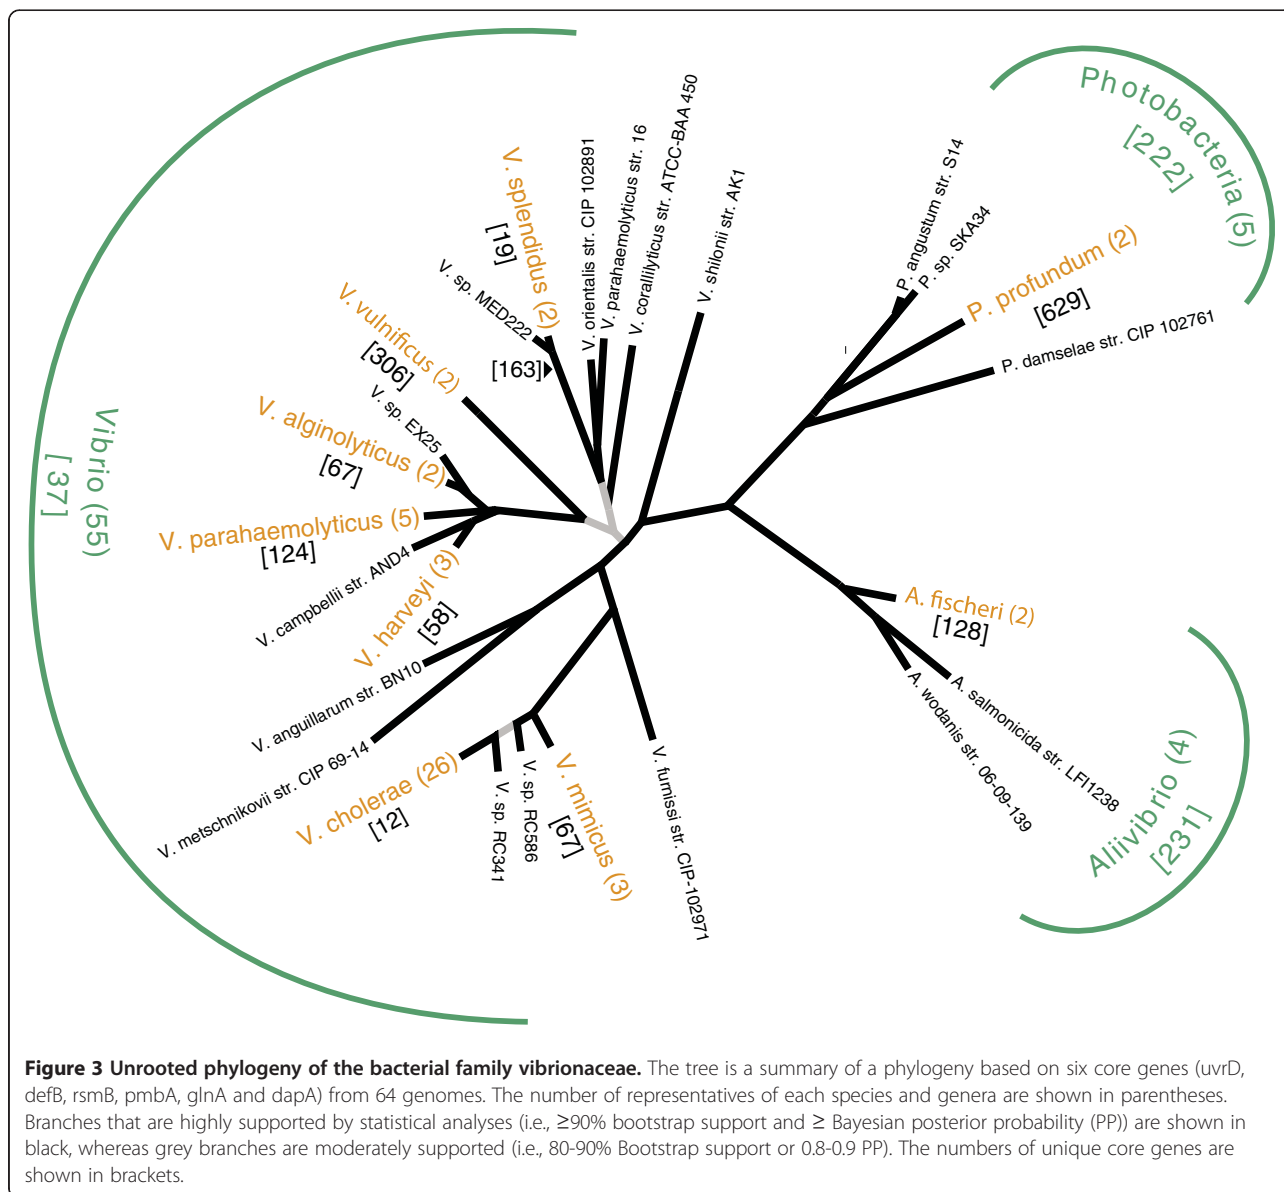 Photobacteria (5)
[222]
V. splendidus (2)
[19]
V. orientalis str. CIP 102891
V. parahaemolyticus str. 16
V. corallilyticus str. ATCC-BAA 450
V. shilonii str. AK1
P. angustum str. S14
P. sp. SKA34
P. profundum (2)
[629]
P. damselae str. CIP 102761
V. sp. MED222
[163]
V. vulnificus (2)
[306]
V. sp. EX25
V. alginolyticus (2)
[67]
Vibrio (55)
[37]
V. parahaemolyticus (5)
[124]
V. campbellii str. AND4
V. harveyi (3)
[58]
V. anguillarum str. BN10
V. metschnikovii str. CIP 69-14
V. cholerae (26)
[12]
V. sp. RC341
V. sp. RC586
V. mimicus (3)
[67]
V. furnissi str. CIP-102971
A. fischeri (2)
[128]
A. salmonicida str. LFI1238
A. wodanis str. 06-09-139
Aliivibrio (4)
[231]
Figure 3 Unrooted phylogeny of the bacterial family vibrionaceae. The tree is a summary of a phylogeny based on six core genes (uvrD,
defB, rsmB, pmbA, glnA and dapA) from 64 genomes. The number of representatives of each species and genera are shown in parentheses.
Branches that are highly supported by statistical analyses (i.e., ≥90% bootstrap support and ≥ Bayesian posterior probability (PP)) are shown in
black, whereas grey branches are moderately supported (i.e., 80-90% Bootstrap support or 0.8-0.9 PP). The numbers of unique core genes are
shown in brackets.